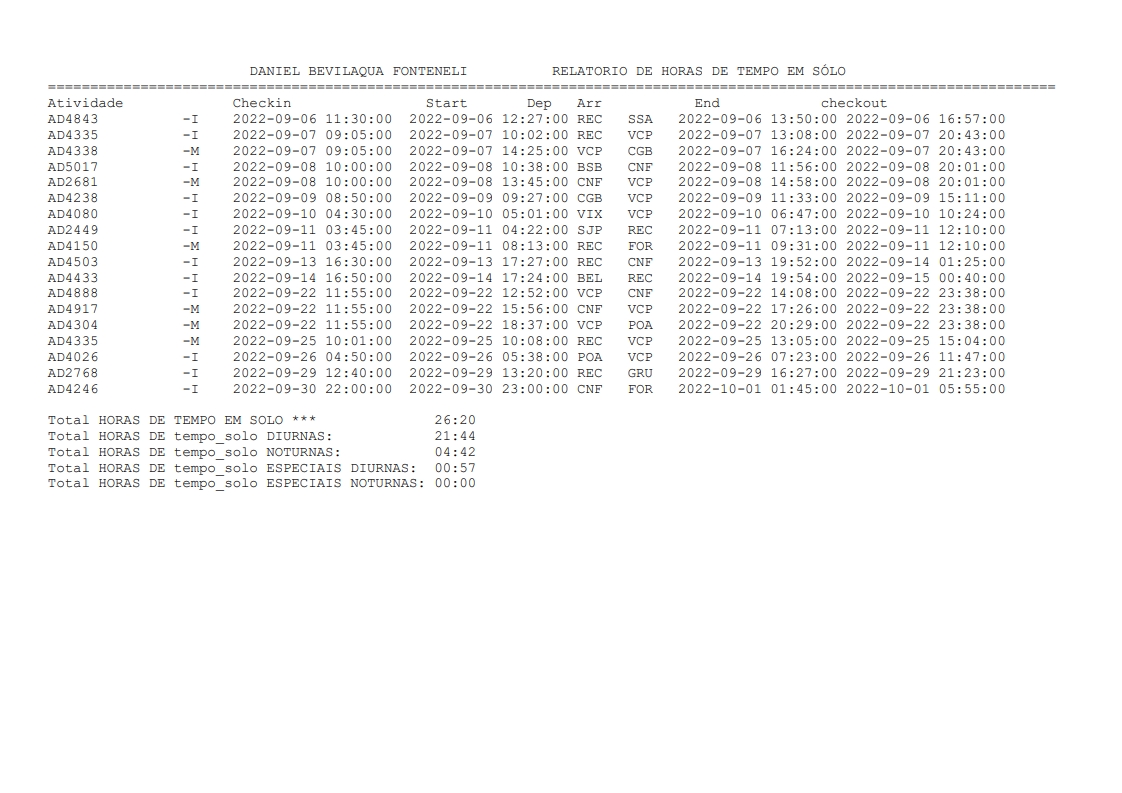 DANIEL BEVILAQUA FONTENELI          RELATORIO DE HORAS DE TEMPO EM SÓLO
========================================================================================================================
Atividade             Checkin                Start       Dep   Arr           End            checkout
AD4843          -I    2022-09-06 11:30:00  2022-09-06 12:27:00 REC   SSA   2022-09-06 13:50:00 2022-09-06 16:57:00
AD4335          -I    2022-09-07 09:05:00  2022-09-07 10:02:00 REC   VCP   2022-09-07 13:08:00 2022-09-07 20:43:00
AD4338          -M    2022-09-07 09:05:00  2022-09-07 14:25:00 VCP   CGB   2022-09-07 16:24:00 2022-09-07 20:43:00
AD5017          -I    2022-09-08 10:00:00  2022-09-08 10:38:00 BSB   CNF   2022-09-08 11:56:00 2022-09-08 20:01:00
AD2681          -M    2022-09-08 10:00:00  2022-09-08 13:45:00 CNF   VCP   2022-09-08 14:58:00 2022-09-08 20:01:00
AD4238          -I    2022-09-09 08:50:00  2022-09-09 09:27:00 CGB   VCP   2022-09-09 11:33:00 2022-09-09 15:11:00
AD4080          -I    2022-09-10 04:30:00  2022-09-10 05:01:00 VIX   VCP   2022-09-10 06:47:00 2022-09-10 10:24:00
AD2449          -I    2022-09-11 03:45:00  2022-09-11 04:22:00 SJP   REC   2022-09-11 07:13:00 2022-09-11 12:10:00
AD4150          -M    2022-09-11 03:45:00  2022-09-11 08:13:00 REC   FOR   2022-09-11 09:31:00 2022-09-11 12:10:00
AD4503          -I    2022-09-13 16:30:00  2022-09-13 17:27:00 REC   CNF   2022-09-13 19:52:00 2022-09-14 01:25:00
AD4433          -I    2022-09-14 16:50:00  2022-09-14 17:24:00 BEL   REC   2022-09-14 19:54:00 2022-09-15 00:40:00
AD4888          -I    2022-09-22 11:55:00  2022-09-22 12:52:00 VCP   CNF   2022-09-22 14:08:00 2022-09-22 23:38:00
AD4917          -M    2022-09-22 11:55:00  2022-09-22 15:56:00 CNF   VCP   2022-09-22 17:26:00 2022-09-22 23:38:00
AD4304          -M    2022-09-22 11:55:00  2022-09-22 18:37:00 VCP   POA   2022-09-22 20:29:00 2022-09-22 23:38:00
AD4335          -M    2022-09-25 10:01:00  2022-09-25 10:08:00 REC   VCP   2022-09-25 13:05:00 2022-09-25 15:04:00
AD4026          -I    2022-09-26 04:50:00  2022-09-26 05:38:00 POA   VCP   2022-09-26 07:23:00 2022-09-26 11:47:00
AD2768          -I    2022-09-29 12:40:00  2022-09-29 13:20:00 REC   GRU   2022-09-29 16:27:00 2022-09-29 21:23:00
AD4246          -I    2022-09-30 22:00:00  2022-09-30 23:00:00 CNF   FOR   2022-10-01 01:45:00 2022-10-01 05:55:00
Total HORAS DE TEMPO EM SOLO ***              26:20
Total HORAS DE tempo_solo DIURNAS:            21:44
Total HORAS DE tempo_solo NOTURNAS:           04:42
Total HORAS DE tempo_solo ESPECIAIS DIURNAS:  00:57
Total HORAS DE tempo_solo ESPECIAIS NOTURNAS: 00:00